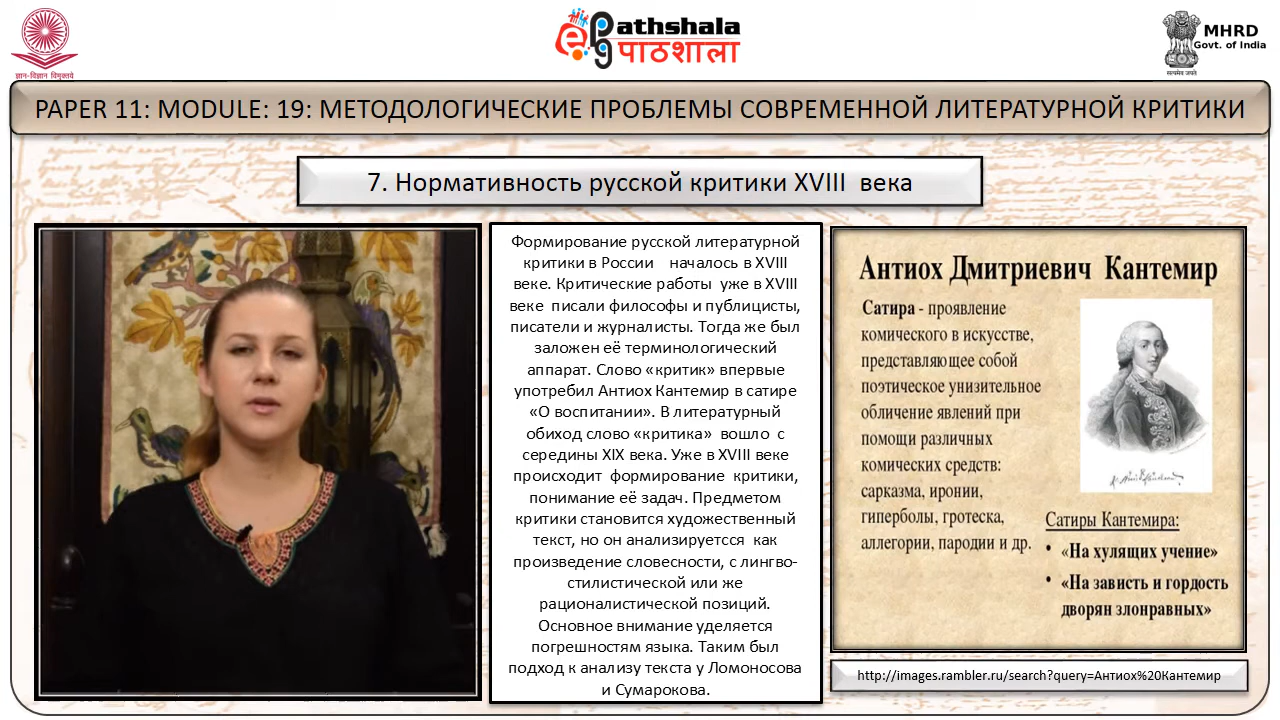 ज्ञान-विज्ञान विमुक्तये
ePathshala
पाठशाला
MHRD
Govt. of India
सत्यमेव जयते
PAPER 11: MODULE: 19: МЕТОДОЛОГИЧЕСКИЕ ПРОБЛЕМЫ СОВРЕМЕННОЙ ЛИТЕРАТУРНОЙ КРИТИКИ
7. Нормативность русской критики XVIII века
Формирование русской литературной
критики в России началось в XVIII
веке. Критические работы уже в XVIII
веке писали философы и публицисты,
писатели и журналисты. Тогда же был
заложен её терминологический
аппарат. Слово «критик» впервые
употребил Антиох Кантемир в сатире
«О воспитании». В литературный
обиход слово «критика» вошло с
середины XIX века. Уже в XVIII веке
происходит формирование критики,
понимание её задач. Предметом
критики становится художественный
текст, но он анализируетсся как
произведение словесности, с лингво-
стилистической или же
рационалистической позиций.
Основное внимание уделяется
погрешностям языка. Таким был
подход к анализу текста у Ломоносова
и Сумарокова.
Антиох Дмитриевич Кантемир
Сатира - проявление
комического в искусстве,
представляющее собой
поэтическое унизительное
обличение явлений при
помощи различных
комических средств:
сарказма, иронии,
гиперболы, гротеска,
аллегории, пародии и др.
Сатиры Кантемира:
• «На хулящих учение»
• «На зависть и гордость
дворян злонравных»
http://images.rambler.ru/search?query=Антиох%20Кантемир